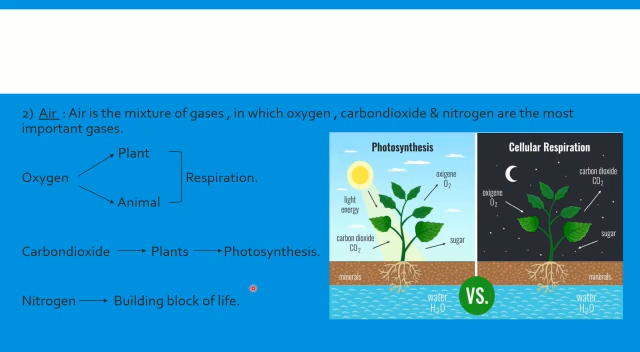 2) Air : Air is the mixture of gases , in which oxygen , carbondioxide & nitrogen are the most
important gases.
Plant
Oxygen
Respiration.
Animal
Carbondioxide
Plants
Photosynthesis.
Nitrogen
Building block of life.
Photosynthesis
light
energy
oxigene
O2
carbon dioxide
CO2
sugar
minerals
water
H2O
VS.
Cellular Respiration
oxigene
O2
carbon dioxide
CO2
sugar
minerals
water
H2O